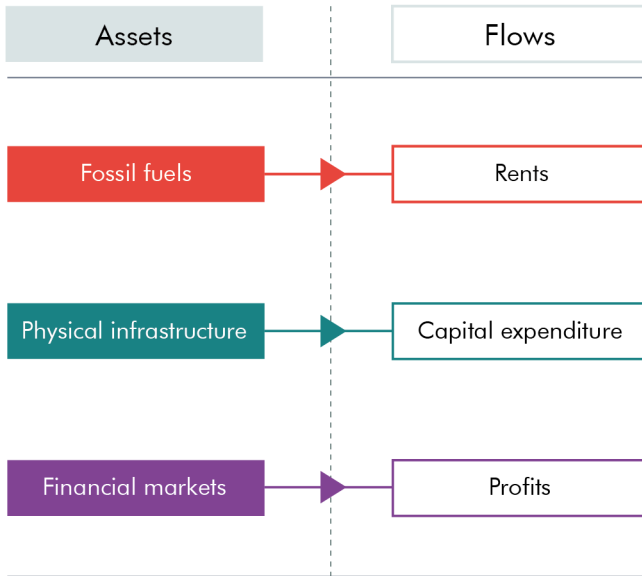 Assets
Flows
Fossil fuels
Rents
Physical infrastructure
Capital expenditure
Financial markets
Profits